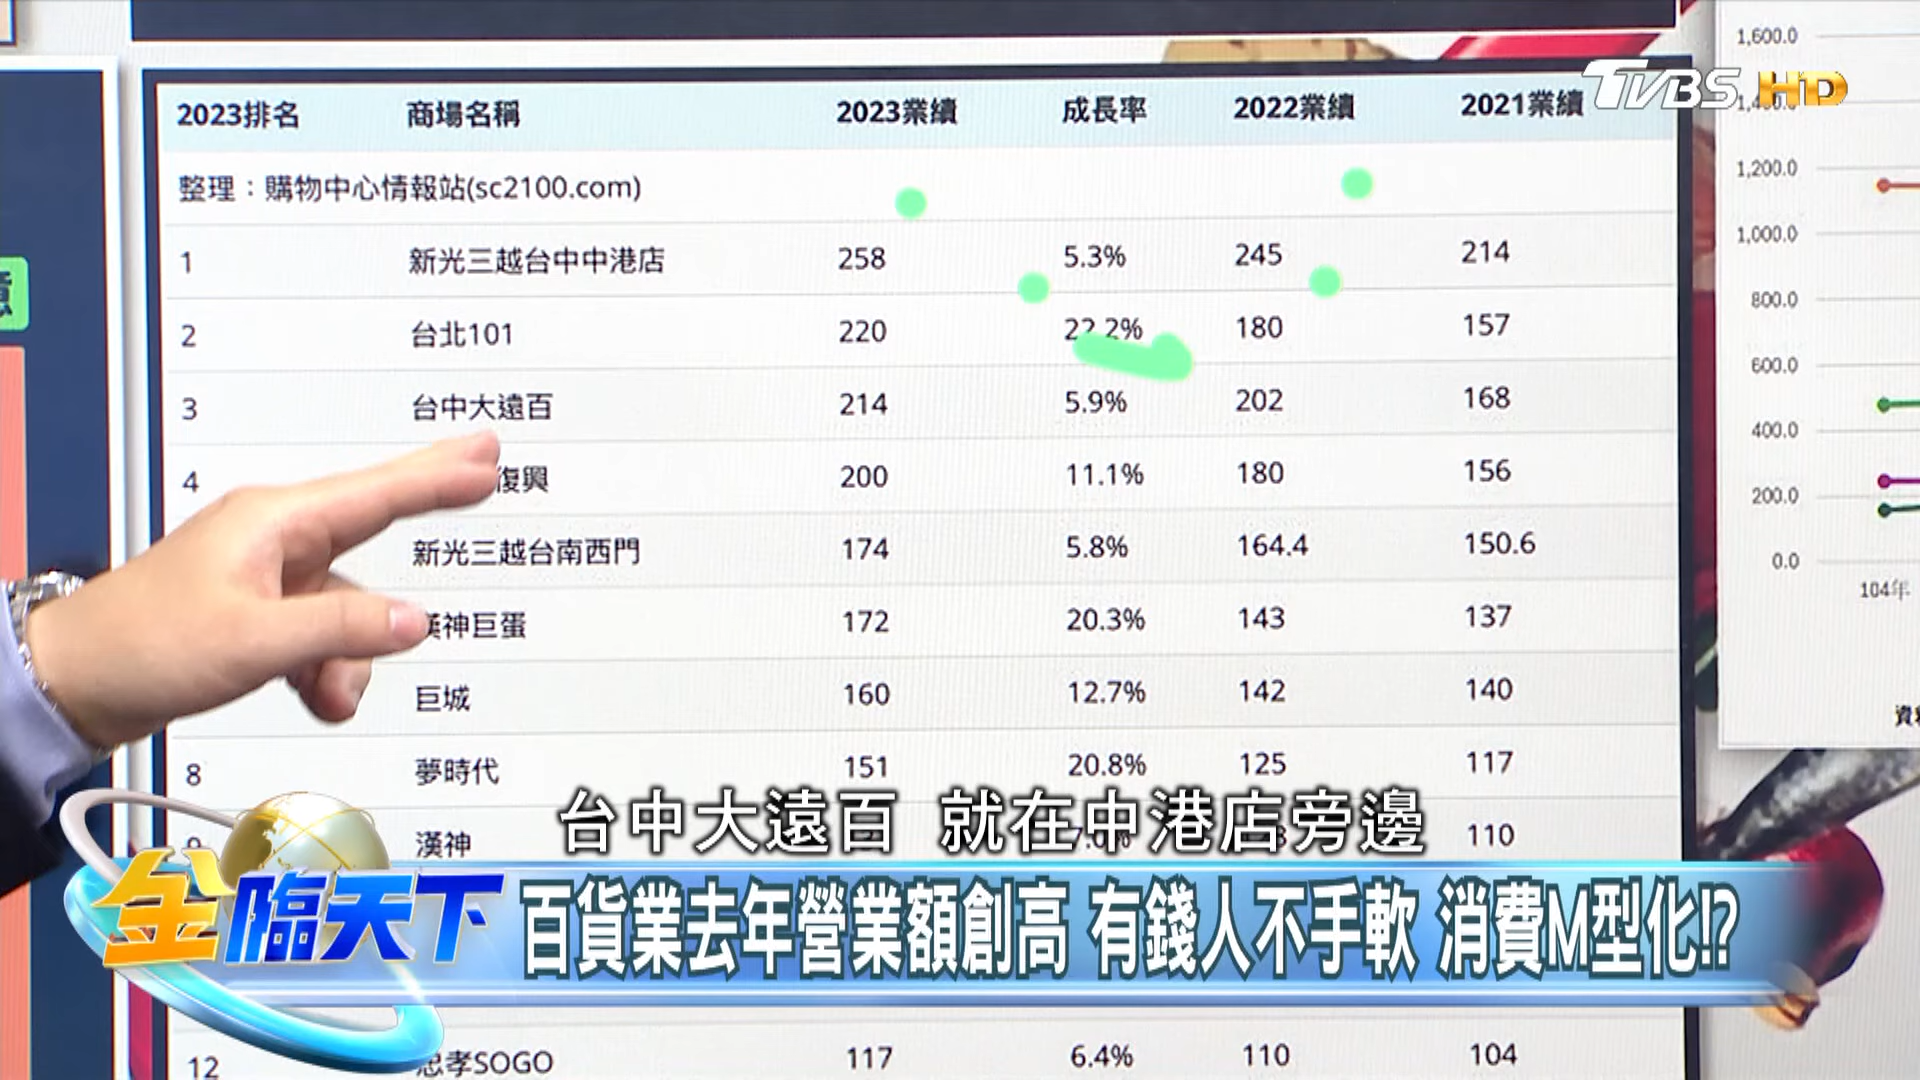 1,600.0
TVBS HD
2023排名 商場名稱 2023業績 成長率 2022業績 2021業績
整理：購物中心情報站(sc2100.com)
1,200.0
1 新光三越台中中港店 258 5.3% 245 214
1,000.0
2 台北101 220 22.2% 180 157
800.0
3 台中大遠百 214 5.9% 202 168
600.0
4 復興 200 11.1% 180 156
400.0
新光三越台南西門 174 5.8% 164.4 150.6
200.0
0.0
104年
漢神巨蛋 172 20.3% 143 137
巨城 160 12.7% 142 140
8 夢時代 151 20.8% 125 117
漢神 110
台中大遠百 就在中港店旁邊
金臨天下
百貨業去年營業額創高 有錢人不手軟 消費M型化!?
12 忠孝SOGO 117 6.4% 110 104